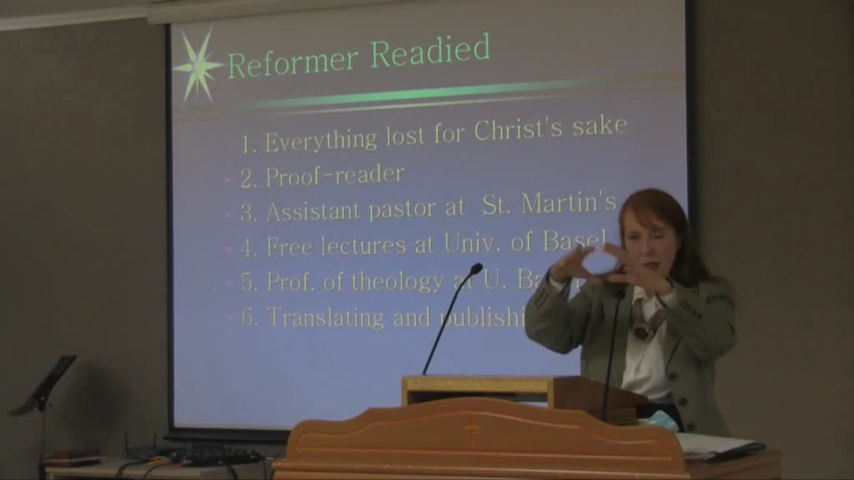 Reformer Readied
1. Everything lost for Christ's sake
2. Proof-reader
3. Assistant pastor at St. Martin's
4. Free lectures at Univ. of Basel
5. Prof. of theology at U.
6. Translating and